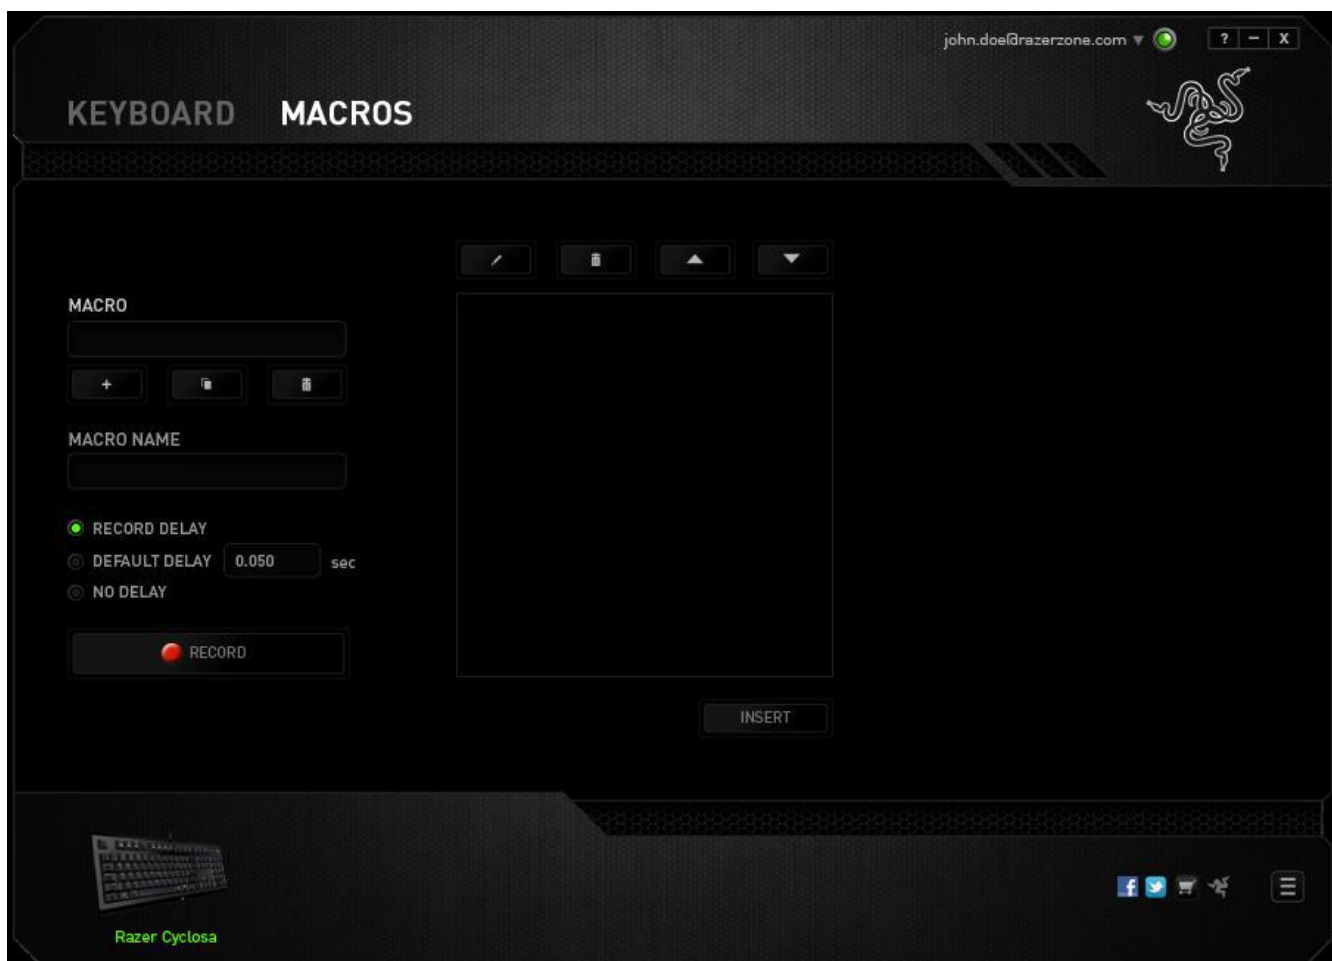 john.doe@razerzone.com
? − X
KEYBOARD MACROS
MACRO
+
MACRO NAME
RECORD DELAY
DEFAULT DELAY 0.050 sec
NO DELAY
RECORD
INSERT
f
Razer Cyclosa